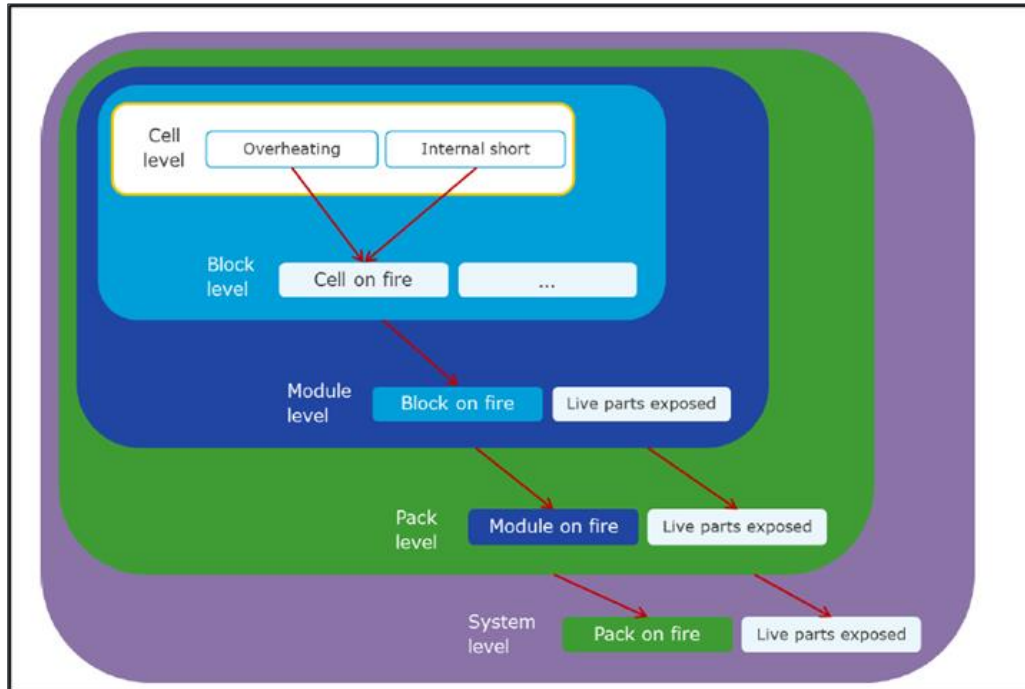 Cell
level
Overheating
Internal short
Block
level
Cell on fire
...
Module
level
Block on fire
Live parts exposed
Pack
level
Module on fire
Live parts exposed
System
level
Pack on fire
Live parts exposed